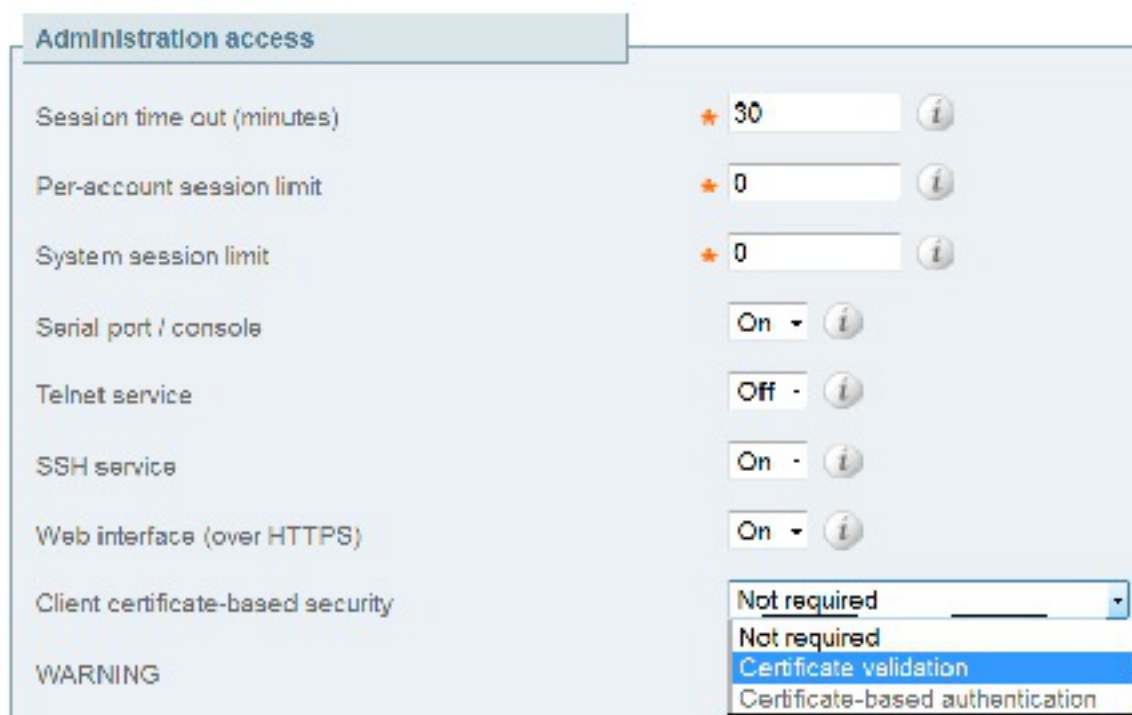 Administration access
Session time out (minutes) * 30 i
Per-account session limit * 0 i
System session limit * 0 i
Serial port / console On i
Telnet service Off i
SSH service On i
Web interface (over HTTPS) On i
Client certificate-based security Not required
Not required
Certificate validation
WARNING
Certificate-based authentication